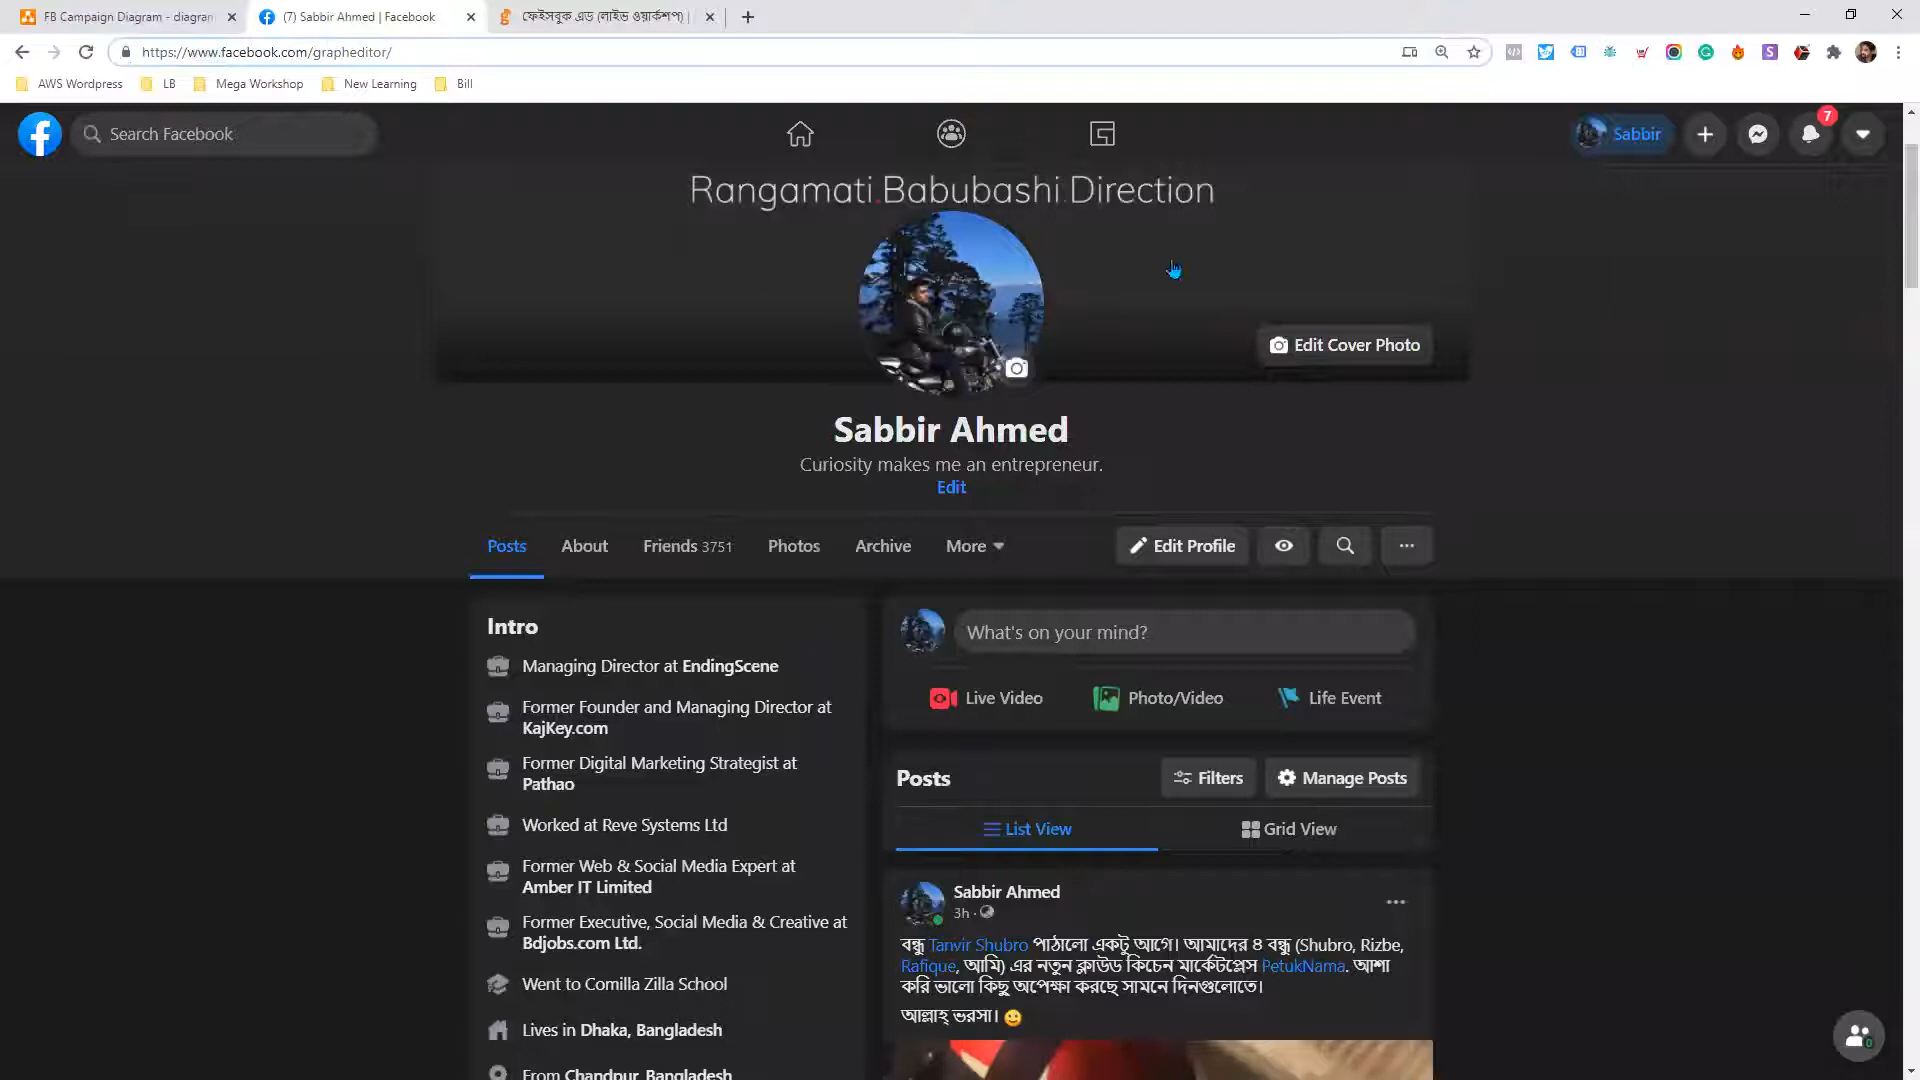 FB Campaign Diagram - diagram
(7) Sabbir Ahmed | Facebook
ফেইসবুক এড (লাইভ ওয়ার্কশপ) |
https://www.facebook.com/grapheditor/
AWS Wordpress
LB
Mega Workshop
New Learning
Bill
Search Facebook
Sabbir
7
Rangamati.Babubashi.Direction
Edit Cover Photo
Sabbir Ahmed
Curiosity makes me an entrepreneur.
Edit
Posts
About
Friends 3751
Photos
Archive
More
Edit Profile
Intro
Managing Director at EndingScene
Former Founder and Managing Director at
KajKey.com
Former Digital Marketing Strategist at
Pathao
Worked at Reve Systems Ltd
Former Web & Social Media Expert at
Amber IT Limited
Former Executive, Social Media & Creative at
Bdjobs.com Ltd.
Went to Comilla Zilla School
Lives in Dhaka, Bangladesh
From Chandpur, Bangladesh
What's on your mind?
Live Video
Photo/Video
Life Event
Posts
Filters
Manage Posts
List View
Grid View
Sabbir Ahmed
3h ·
বন্ধু Tanvir Shubro পাঠালো একটু আগে। আমাদের ৪ বন্ধু (Shubro, Rizbe,
Rafique, আমি) এর নতুন ক্লাউড কিচেন মার্কেটপ্লেস PetukNama. আশা
করি ভালো কিছু অপেক্ষা করছে সামনে দিনগুলোতে।
আল্লাহ্ ভরসা। 🙂
0